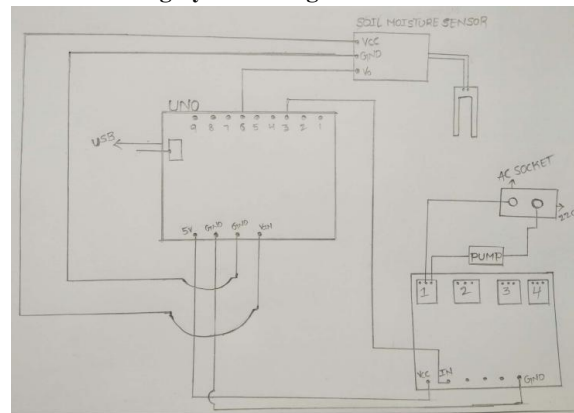 SOIL MOISTURE SENSOR
VCC
GND
Vo
UNO
9 8 7 6 5 4 3 2 1
USB
AC SOCKET
PUMP
5V GND GND VIN
1 2 3 4
VCC IN GND